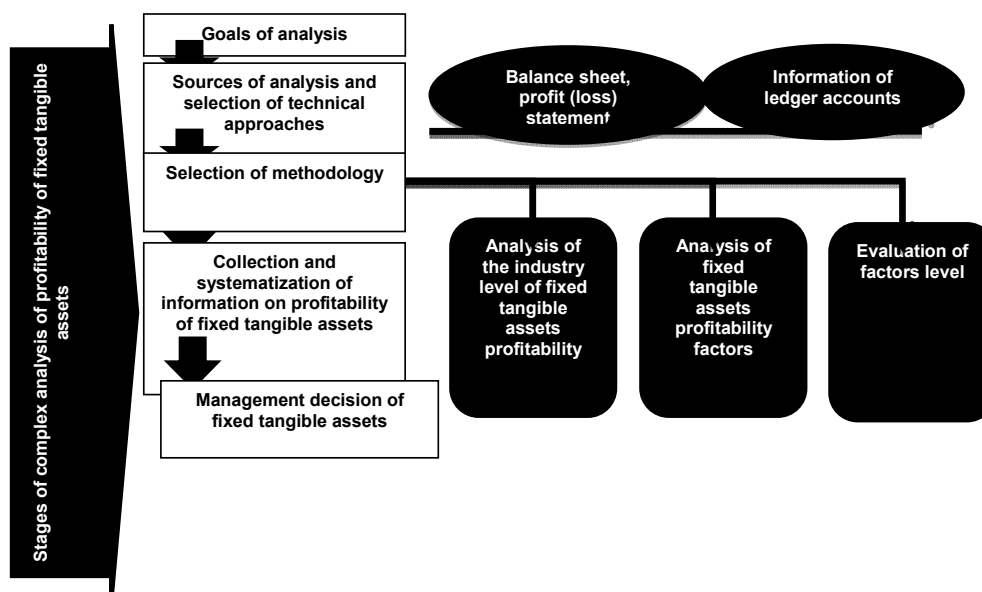 Stages of complex analysis of profitability of fixed tangible
assets
Goals of analysis
Sources of analysis and
selection of technical
approaches
Balance sheet,
profit (loss)
statement
Information of
ledger accounts
Selection of methodology
Analysis of
the industry
level of fixed
tangible
assets
profitability
Analysis of
fixed
tangible
assets
profitability
factors
Evaluation of
factors level
Collection and
systematization of
information on profitability
of fixed tangible assets
Management decision of
fixed tangible assets